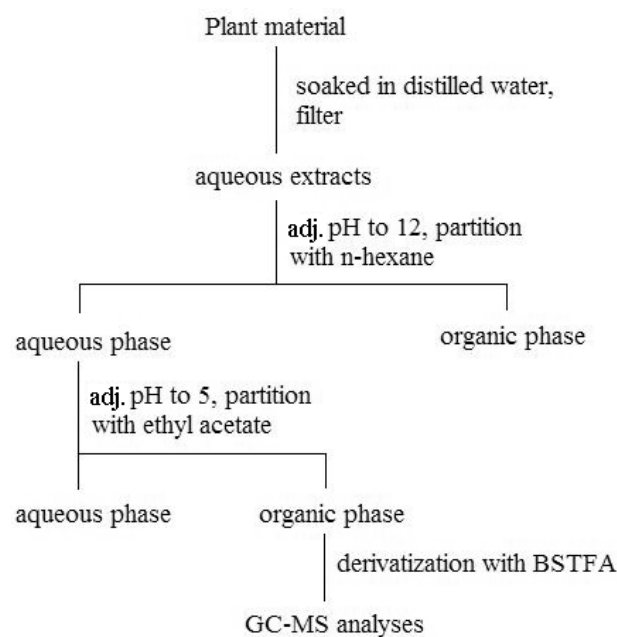 Plant material
soaked in distilled water,
filter
aqueous extracts
adj. pH to 12, partition
with n-hexane
aqueous phase
organic phase
adj. pH to 5, partition
with ethyl acetate
aqueous phase
organic phase
derivatization with BSTFA
GC-MS analyses